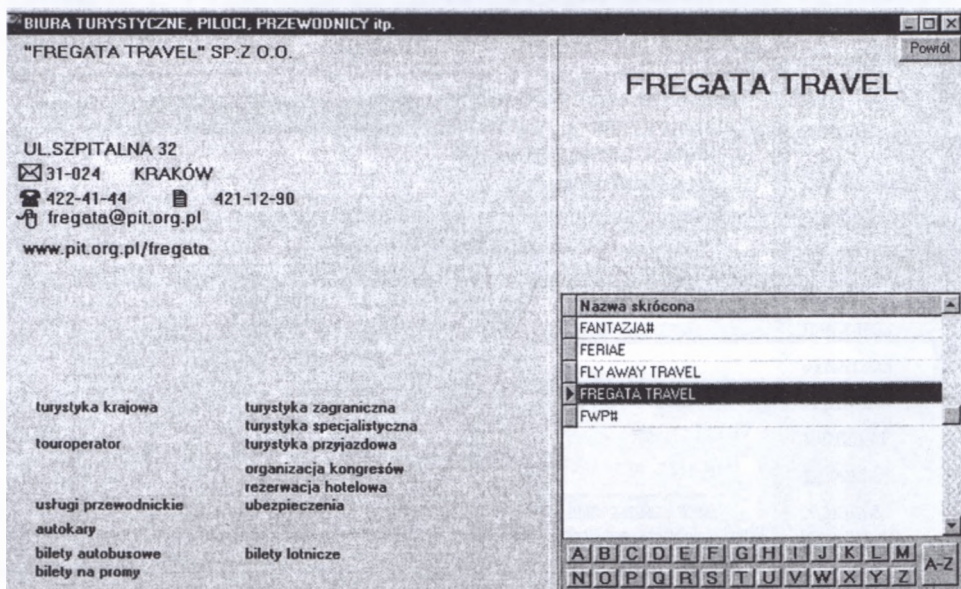 BIURA TURYSTYCZNE, PILOCI, PRZEWODNICY itp.
"FREGATA TRAVEL" SP.Z O.O.
Powrót
FREGATA TRAVEL
UL.SZPITALNA 32
31-024 KRAKÓW
422-41-44 421-12-90
fregata@pit.org.pl
www.pit.org.pl/fregata
Nazwa skrócona
FANTAZJA#
FERIAE
FLY AWAY TRAVEL
FREGATA TRAVEL
FWP#
turystyka krajowa turystyka zagraniczna
turystyka specjalistyczna
touroperator turystyka przyjazdowa
organizacja kongresów
rezerwacja hotelowa
usługi przewodnickie ubezpieczenia
autokary
bilety autobusowe bilety lotnicze
bilety na promy
A B C D E F G H I J K L M
N O P Q R S T U V W X Y Z
A-Z